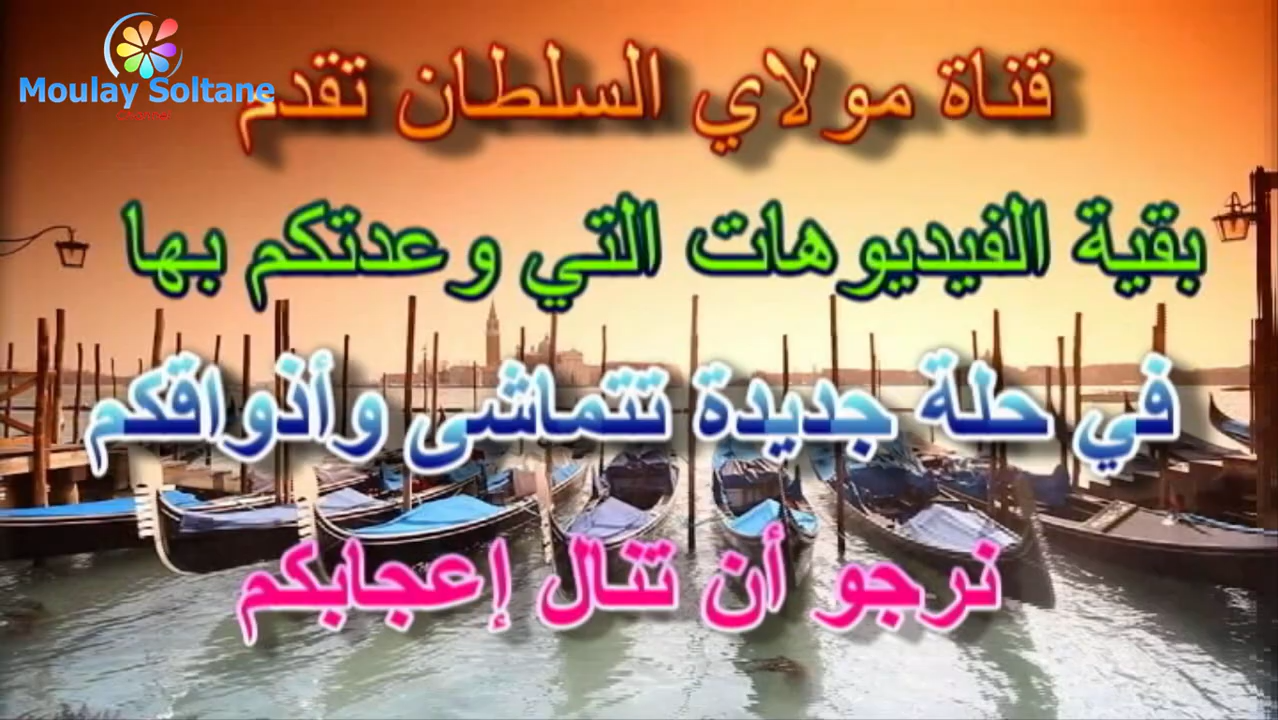 Moulay Soltane
Channel
قناة مولاي السلطان تقدم
بقية الفيديوهات التي وعدتكم بها
في حلة جديدة تتماشى وأذواقكم
نرجو أن تنال إعجابكم